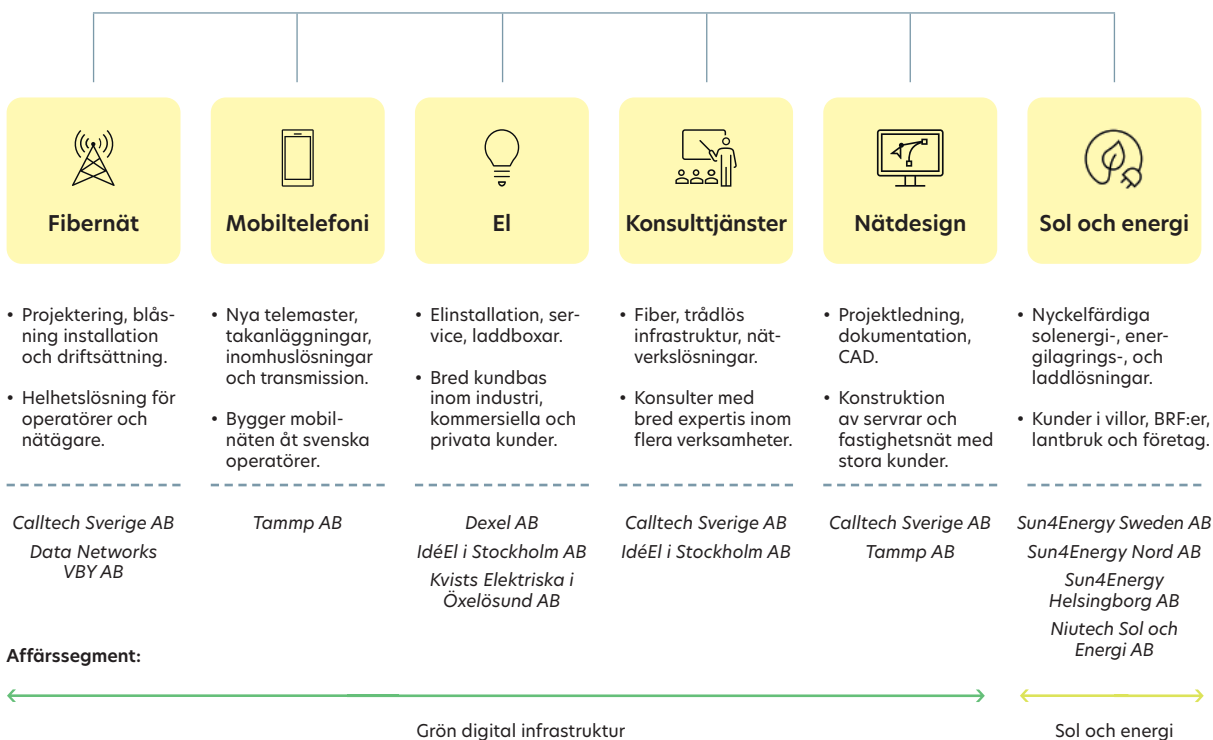 Fibernät
Mobiltelefoni
El
Konsulttjänster
Nätdesign
Sol och energi
• Projektering, blås-
ning installation
och driftsättning.
• Helhetslösning för
operatörer och
nätägare.
• Nya telemaster,
takanläggningar,
inomhuslösningar
och transmission.
• Bygger mobil-
näten åt svenska
operatörer.
• Elinstallation, ser-
vice, laddboxar.
• Bred kundbas
inom industri,
kommersiella och
privata kunder.
• Fiber, trådlös
infrastruktur, nät-
verkslösningar.
• Konsulter med
bred expertis inom
flera verksamheter.
• Projektledning,
dokumentation,
CAD.
• Konstruktion
av servrar och
fastighetsnät med
stora kunder.
• Nyckelfärdiga
solenergi-, ener-
gilagrings-, och
laddlösningar.
• Kunder i villor, BRF:er,
lantbruk och företag.
Calltech Sverige AB
Data Networks
VBY AB
Tammp AB
Dexel AB
IdéEl i Stockholm AB
Kvists Elektriska i
Öxelösund AB
Calltech Sverige AB
IdéEl i Stockholm AB
Calltech Sverige AB
Tammp AB
Sun4Energy Sweden AB
Sun4Energy Nord AB
Sun4Energy
Helsingborg AB
Niutech Sol och
Energi AB
Affärssegment:
Grön digital infrastruktur
Sol och energi